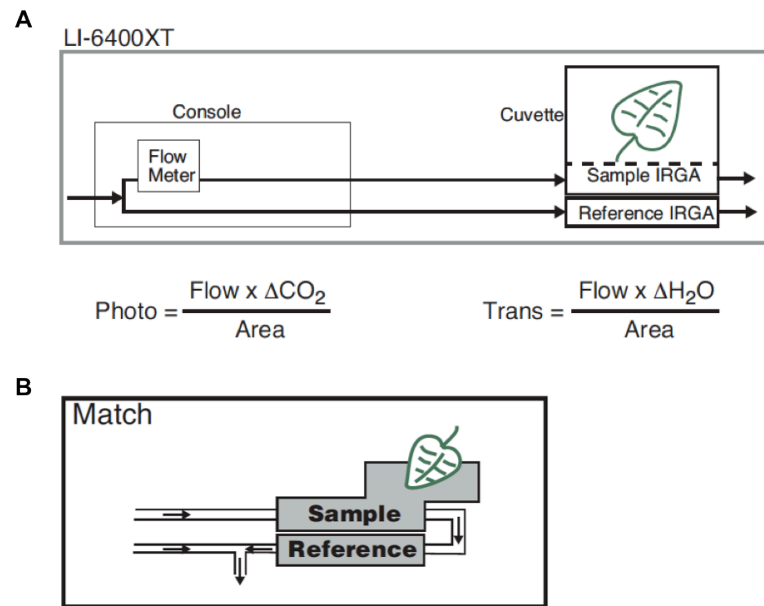 A
LI-6400XT
Console
Cuvette
Flow
Meter
Sample IRGA
Reference IRGA
Photo = Flow x ΔCO₂
Area
Trans = Flow x ΔH₂O
Area
B
Match
Sample
Reference